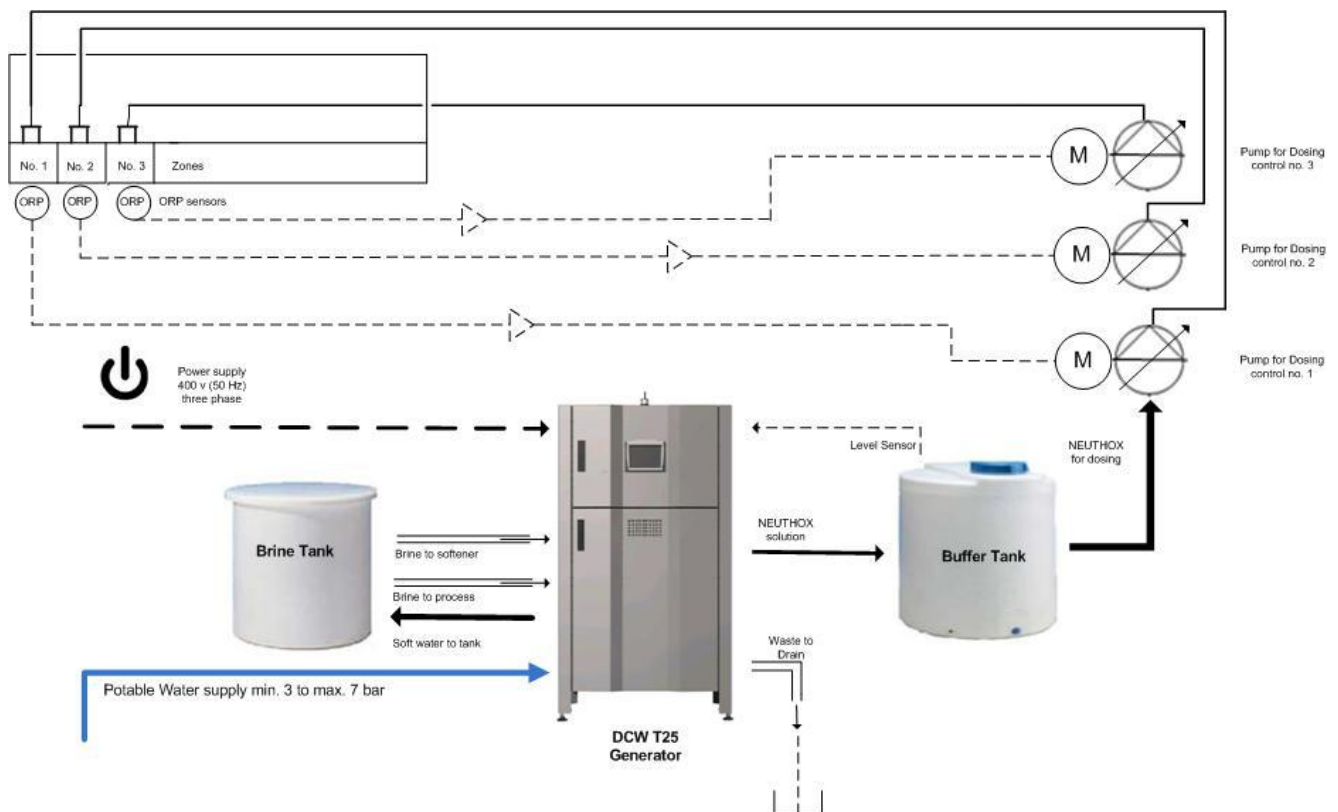 No. 1
No. 2
No. 3
Zones
ORP
ORP
ORP
ORP sensors
M
Pump for Dosing
control no. 3
M
Pump for Dosing
control no. 2
M
Pump for Dosing
control no. 1
Power supply
400 v (50 Hz)
three phase
Level Sensor
NEUTHOX
for dosing
Brine Tank
Brine to softener
Brine to process
Soft water to tank
NEUTHOX
solution
Buffer Tank
Waste to
Drain
Potable Water supply min. 3 to max. 7 bar
DCW T25
Generator